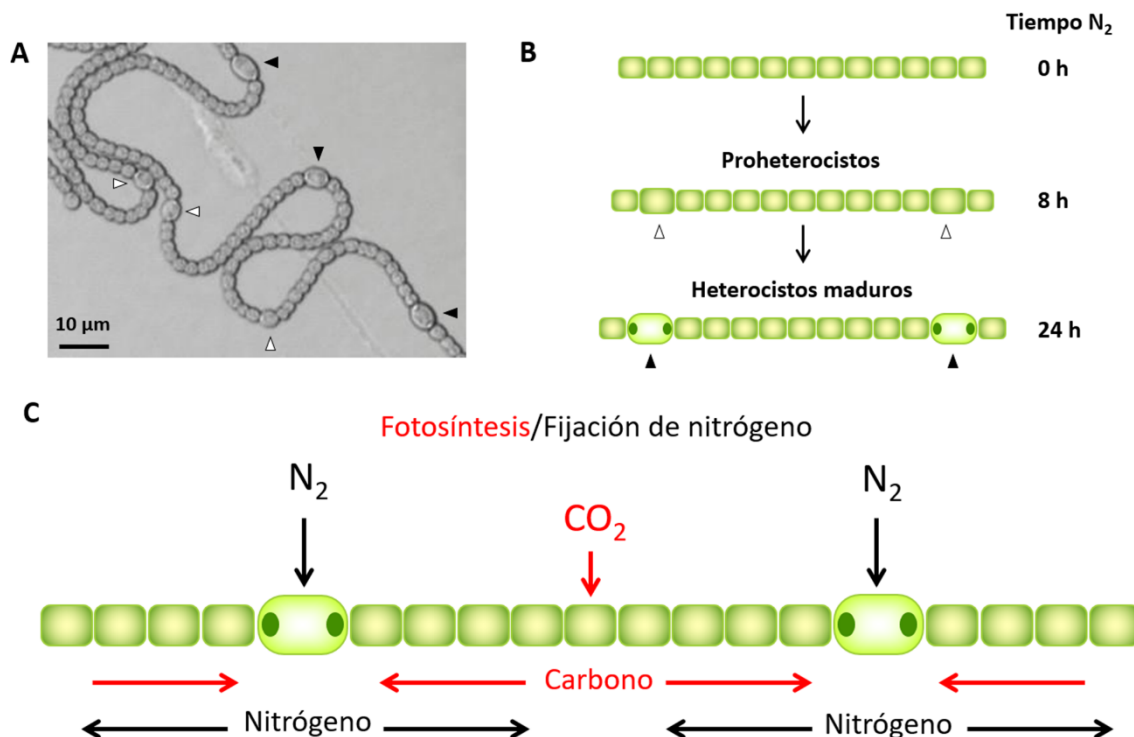 A
10 µm
B
Tiempo N₂
0 h
Proheterocistos
8 h
Heterocistos maduros
24 h
C
Fotosíntesis/Fijación de nitrógeno
N₂
CO₂
N₂
Carbono
Nitrógeno
Nitrógeno